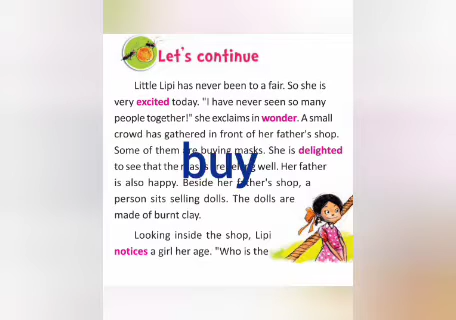 Let's continue
Little Lipi has never been to a fair. So she is
very excited today. "I have never seen so many
people together!" she exclaims in wonder. A small
crowd has gathered in front of her father's shop.
Some of them are buying masks. She is delighted
to see that the masks are selling well. Her father
is also happy. Beside her father's shop, a
person sits selling dolls. The dolls are
made of burnt clay.
Looking inside the shop, Lipi
notices a girl her age. "Who is the
buy